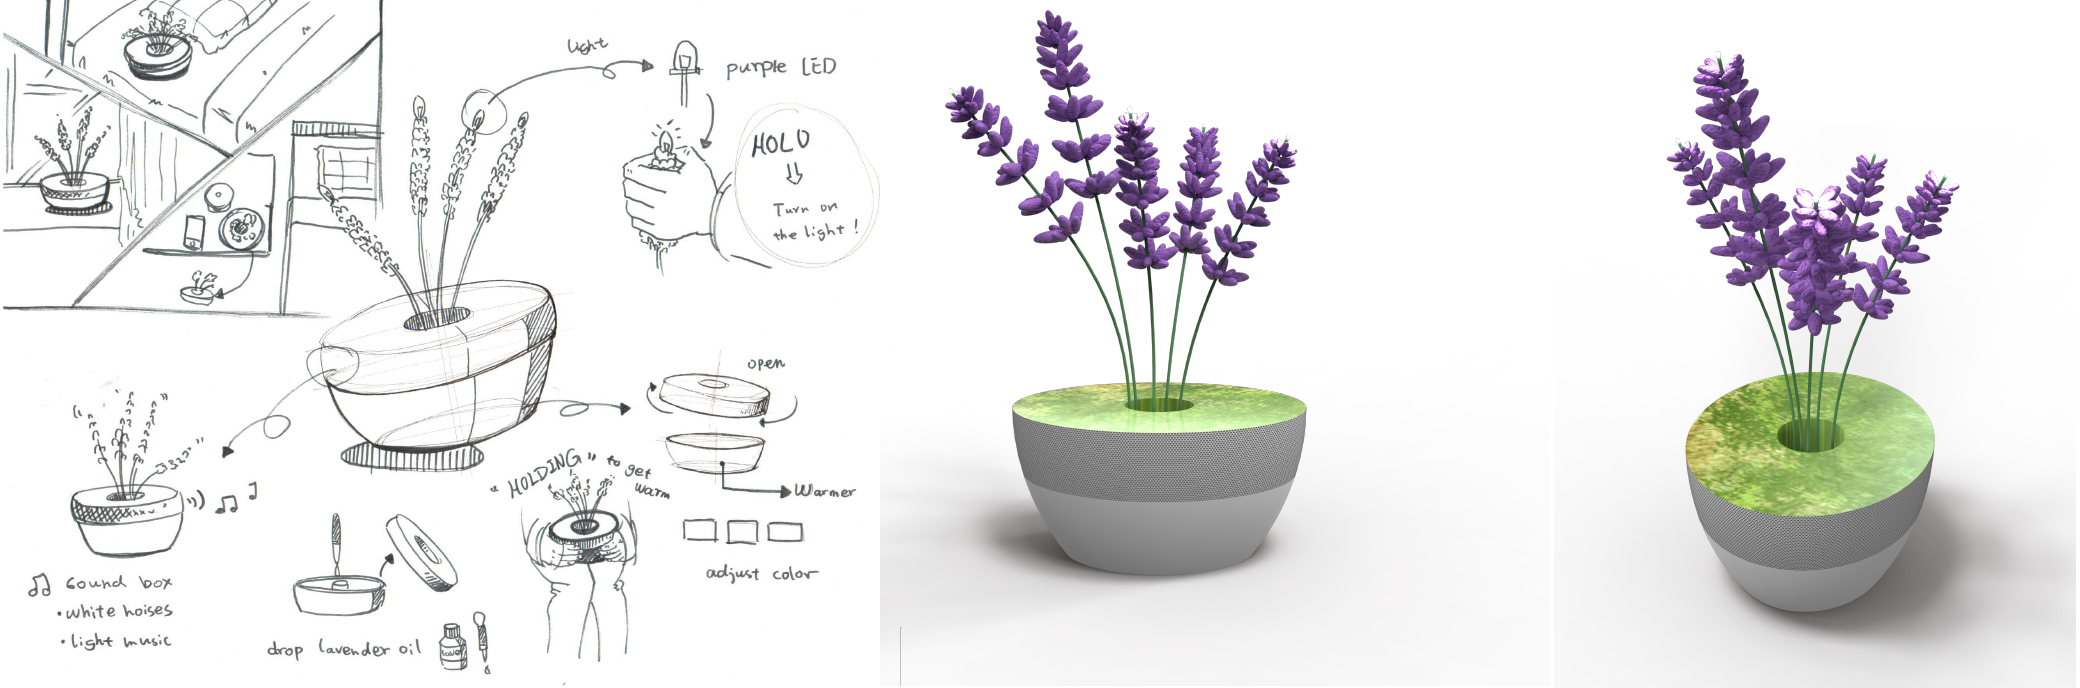 light
purple LED
HOLD
Turn on
the light !
open
"HOLDING" to get
warm
Warmer
adjust color
sound box
• white noises
• light music
drop lavender oil